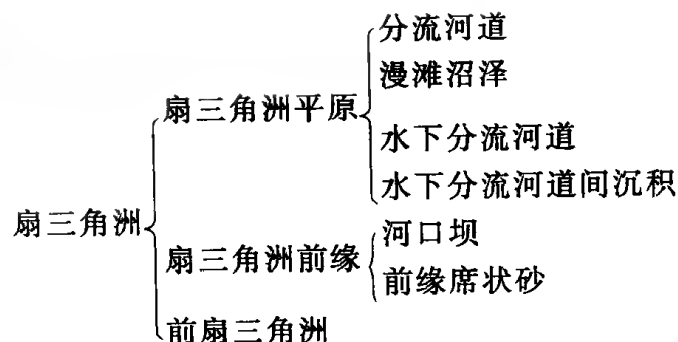 分流河道
漫滩沼泽
扇三角洲平原
水下分流河道
水下分流河道间沉积
扇三角洲
河口坝
扇三角洲前缘
前缘席状砂
前扇三角洲